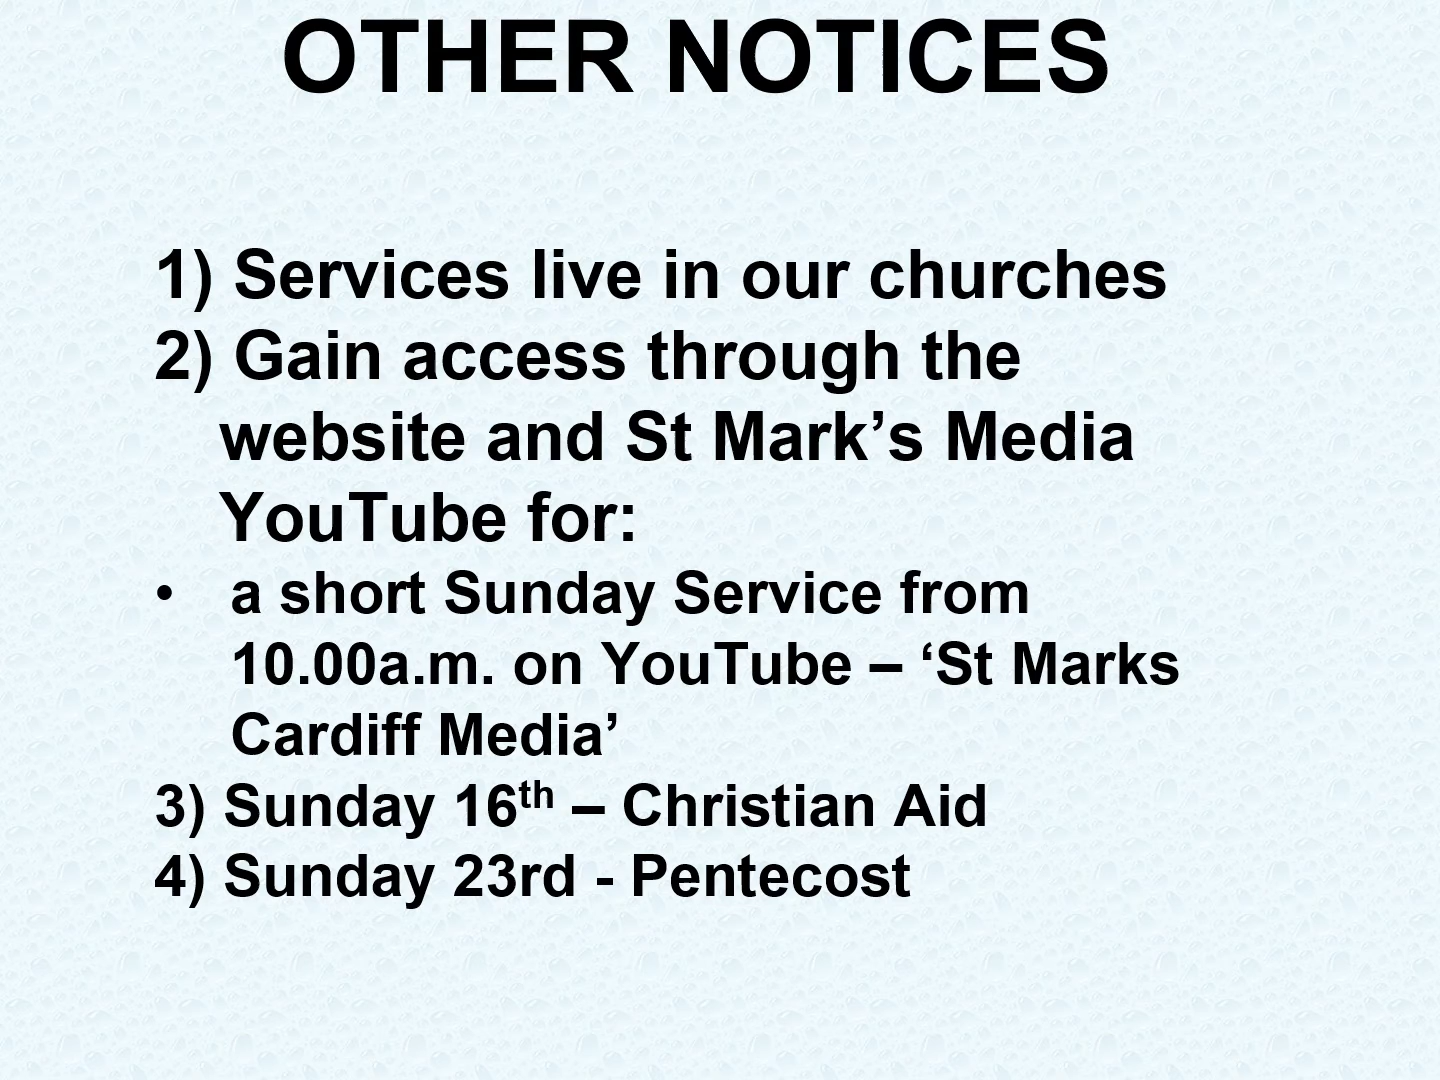 OTHER NOTICES
1) Services live in our churches
2) Gain access through the
website and St Mark’s Media
YouTube for:
• a short Sunday Service from
10.00a.m. on YouTube – ‘St Marks
Cardiff Media’
3) Sunday 16th – Christian Aid
4) Sunday 23rd - Pentecost